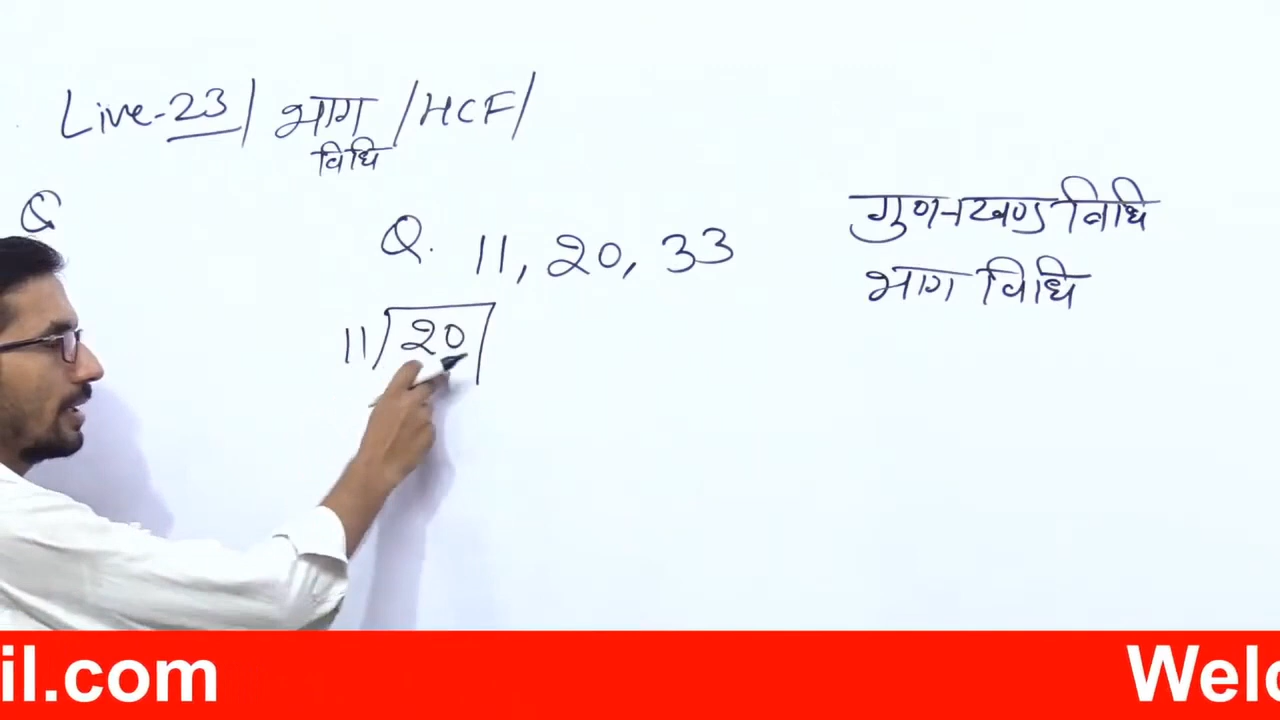 Live-23/ भाग /HCF/
विधि
Q
Q. 11, 20, 33
11)20(
गुणनखण्ड विधि
भाग विधि
il.com Welc